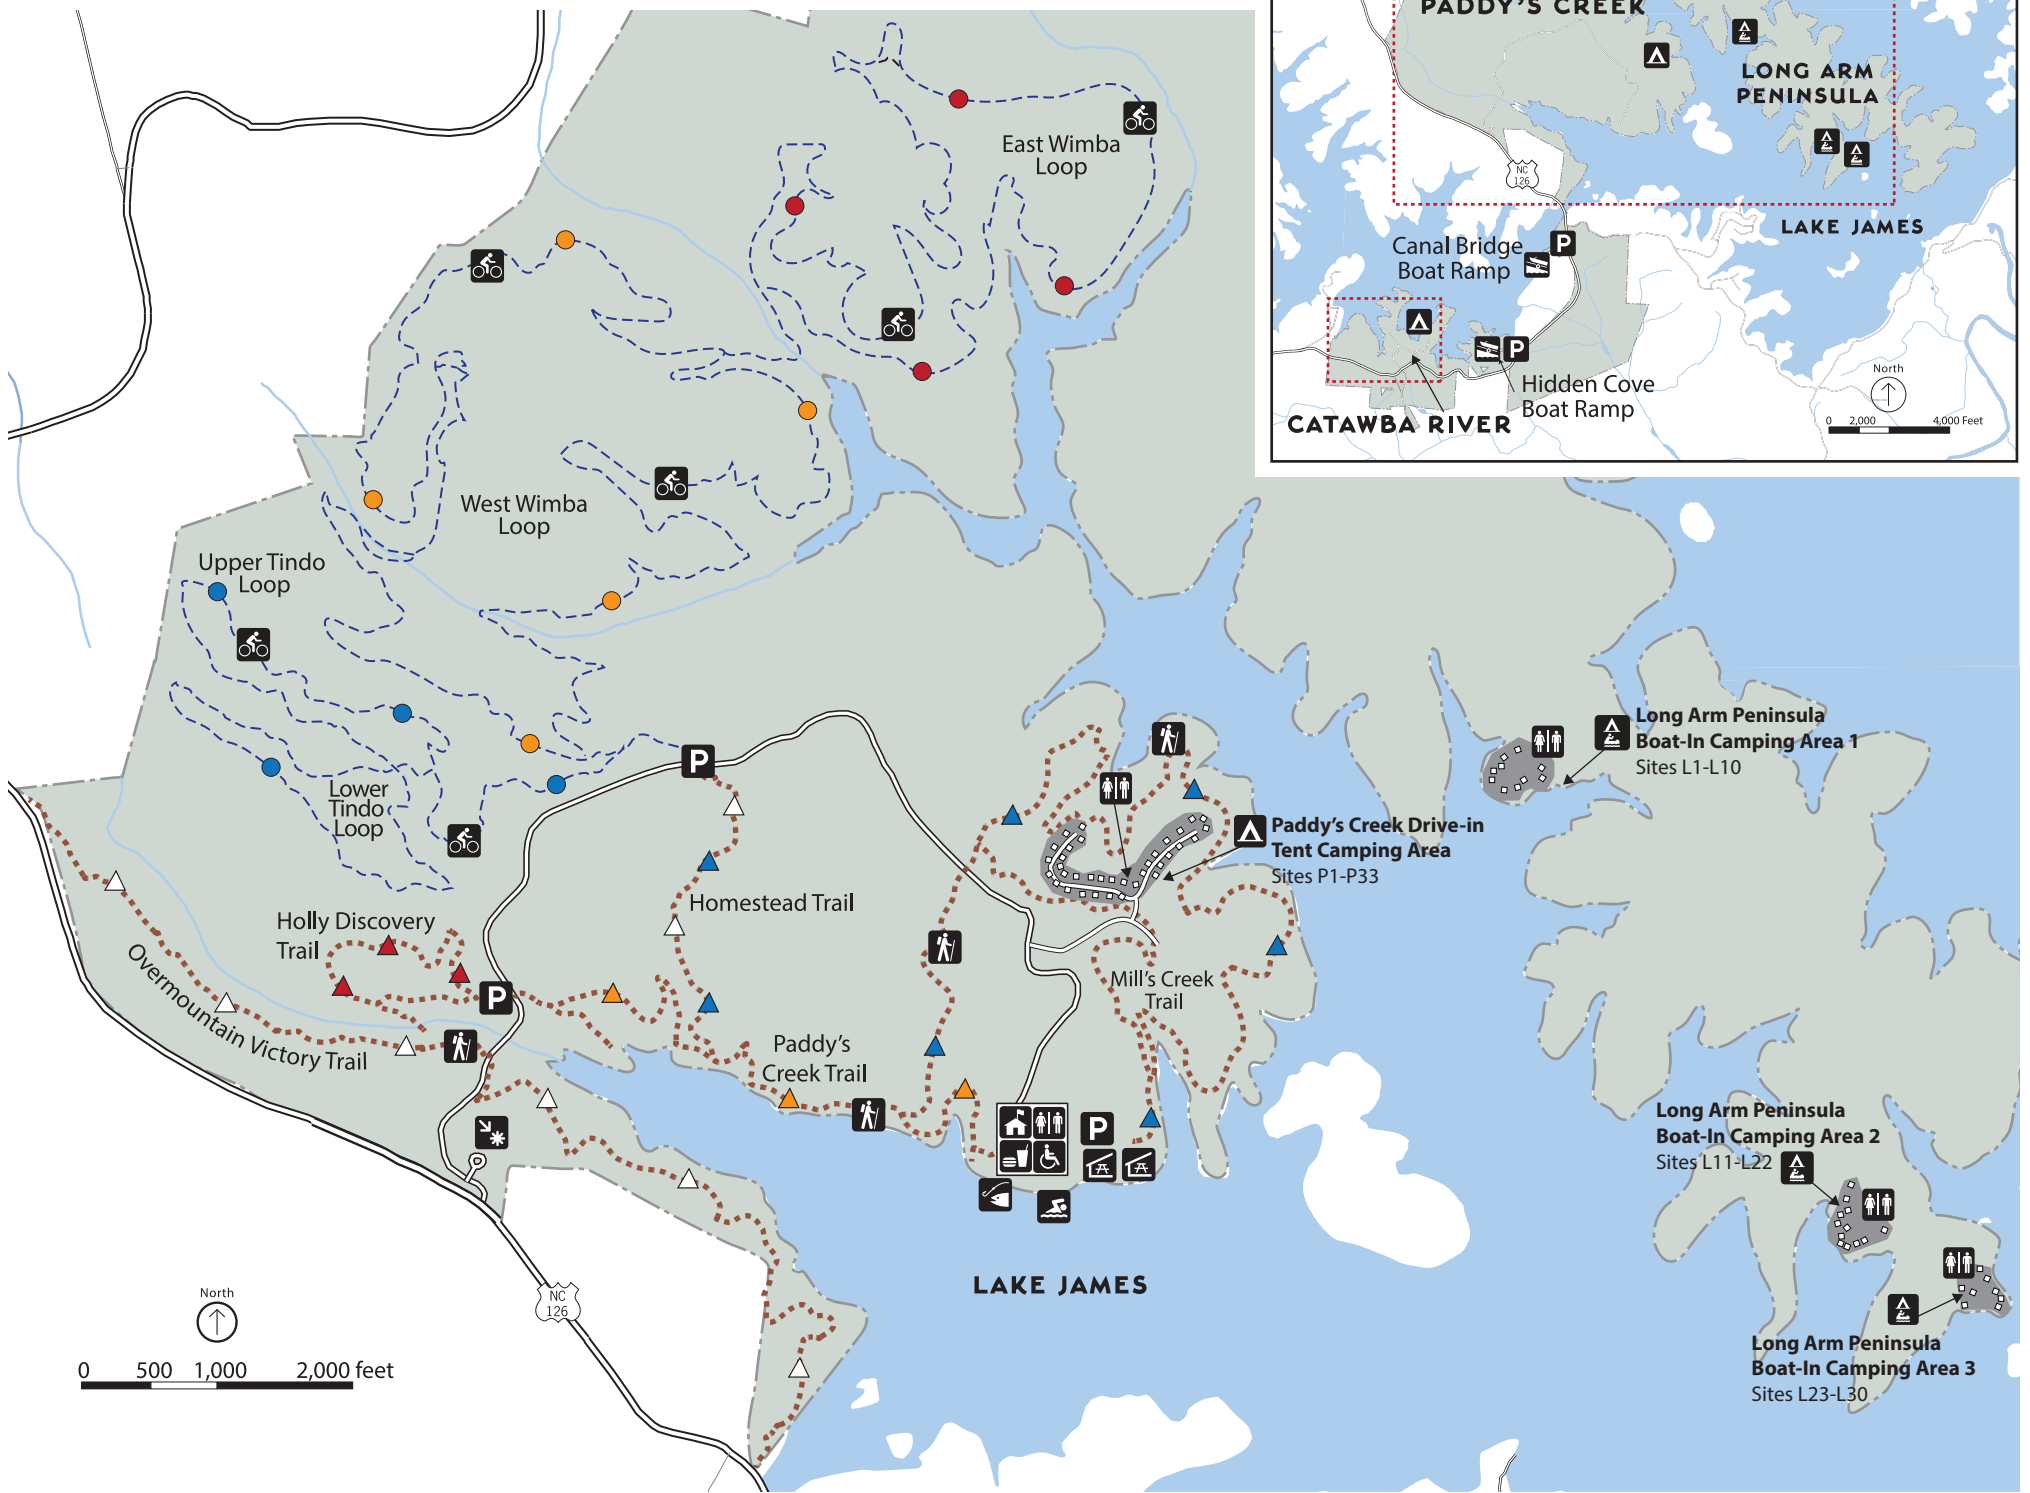 PADDY'S CREEK
LONG ARM
PENINSULA
NC
126
LAKE JAMES
Canal Bridge
Boat Ramp
P
P
Hidden Cove
Boat Ramp
CATAWBA RIVER
North
0 2,000 4,000 Feet
East Wimba
Loop
West Wimba
Loop
Upper Tindo
Loop
Lower
Tindo
Loop
P
Long Arm Peninsula
Boat-In Camping Area 1
Sites L1-L10
Paddy's Creek Drive-in
Tent Camping Area
Sites P1-P33
Homestead Trail
Holly Discovery
Trail
P
Overmountain Victory Trail
Mill's Creek
Trail
Paddy's
Creek Trail
P
Long Arm Peninsula
Boat-In Camping Area 2
Sites L11-L22
LAKE JAMES
NC
126
North
0 500 1,000 2,000 feet
Long Arm Peninsula
Boat-In Camping Area 3
Sites L23-L30